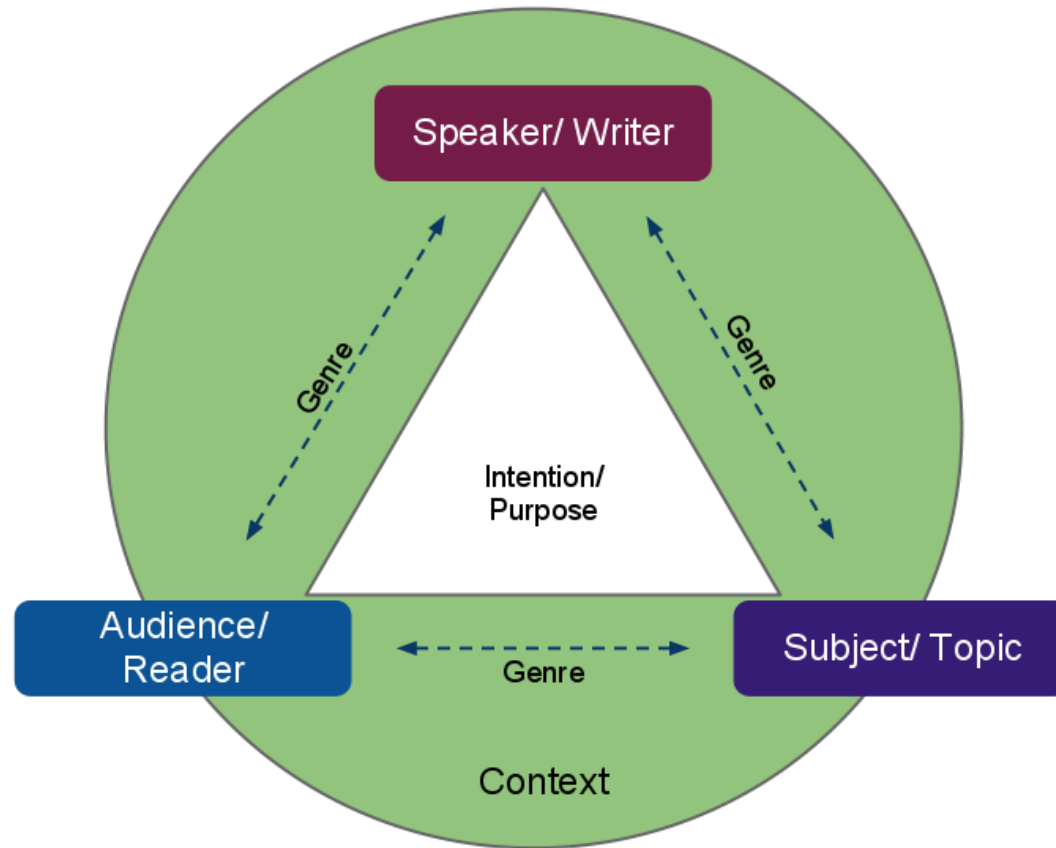 Speaker/ Writer
Genre
Genre
Intention/
Purpose
Audience/
Reader
Genre
Subject/ Topic
Context